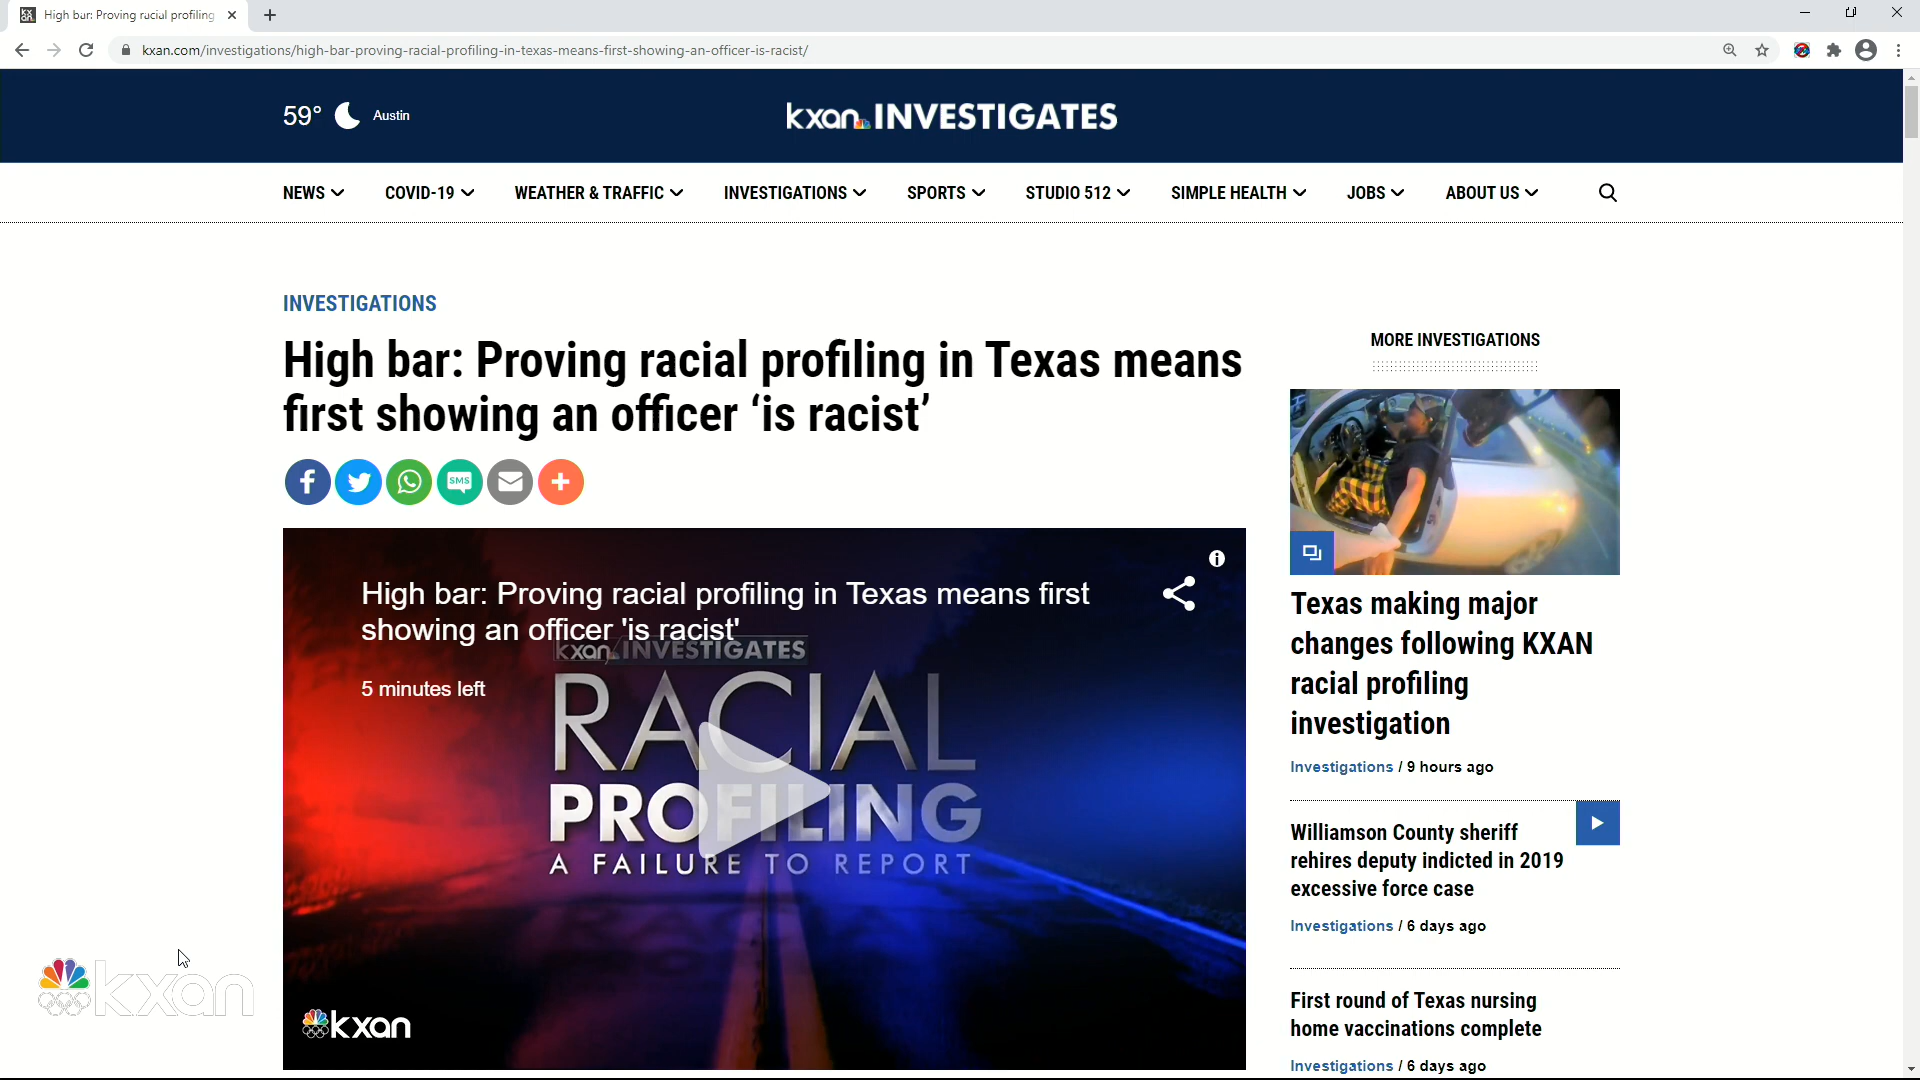 High bar: Proving racial profiling
kxan.com/investigations/high-bar-proving-racial-profiling-in-texas-means-first-showing-an-officer-is-racist/
59° Austin
kxan INVESTIGATES
NEWS COVID-19 WEATHER & TRAFFIC INVESTIGATIONS SPORTS STUDIO 512 SIMPLE HEALTH JOBS ABOUT US
INVESTIGATIONS
High bar: Proving racial profiling in Texas means
first showing an officer ‘is racist’
SMS
High bar: Proving racial profiling in Texas means first
showing an officer 'is racist'
kxan INVESTIGATES
5 minutes left
RACIAL
PROFILING
A FAILURE TO REPORT
kxan
kxan
MORE INVESTIGATIONS
Texas making major
changes following KXAN
racial profiling
investigation
Investigations / 9 hours ago
Williamson County sheriff
rehires deputy indicted in 2019
excessive force case
Investigations / 6 days ago
First round of Texas nursing
home vaccinations complete
Investigations / 6 days ago